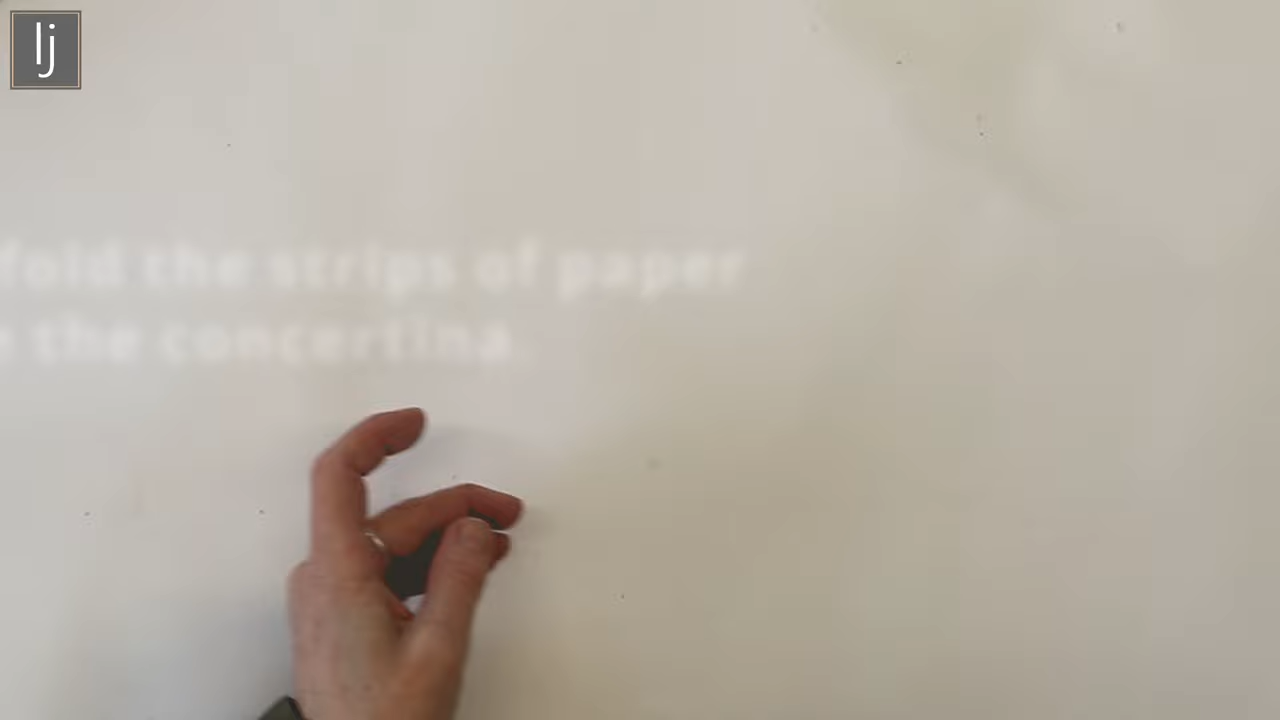 lj
fold the strips of paper
the concertina.